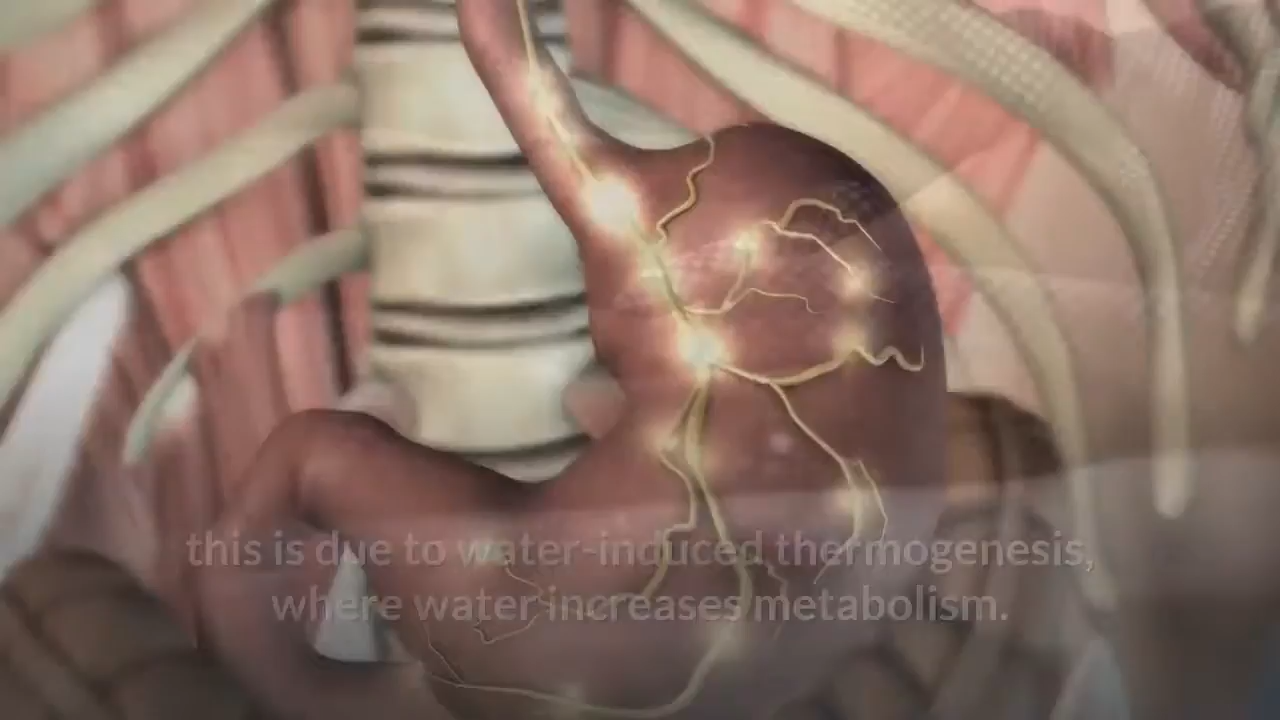 this is due to water-induced thermogenesis,
where water increases metabolism.